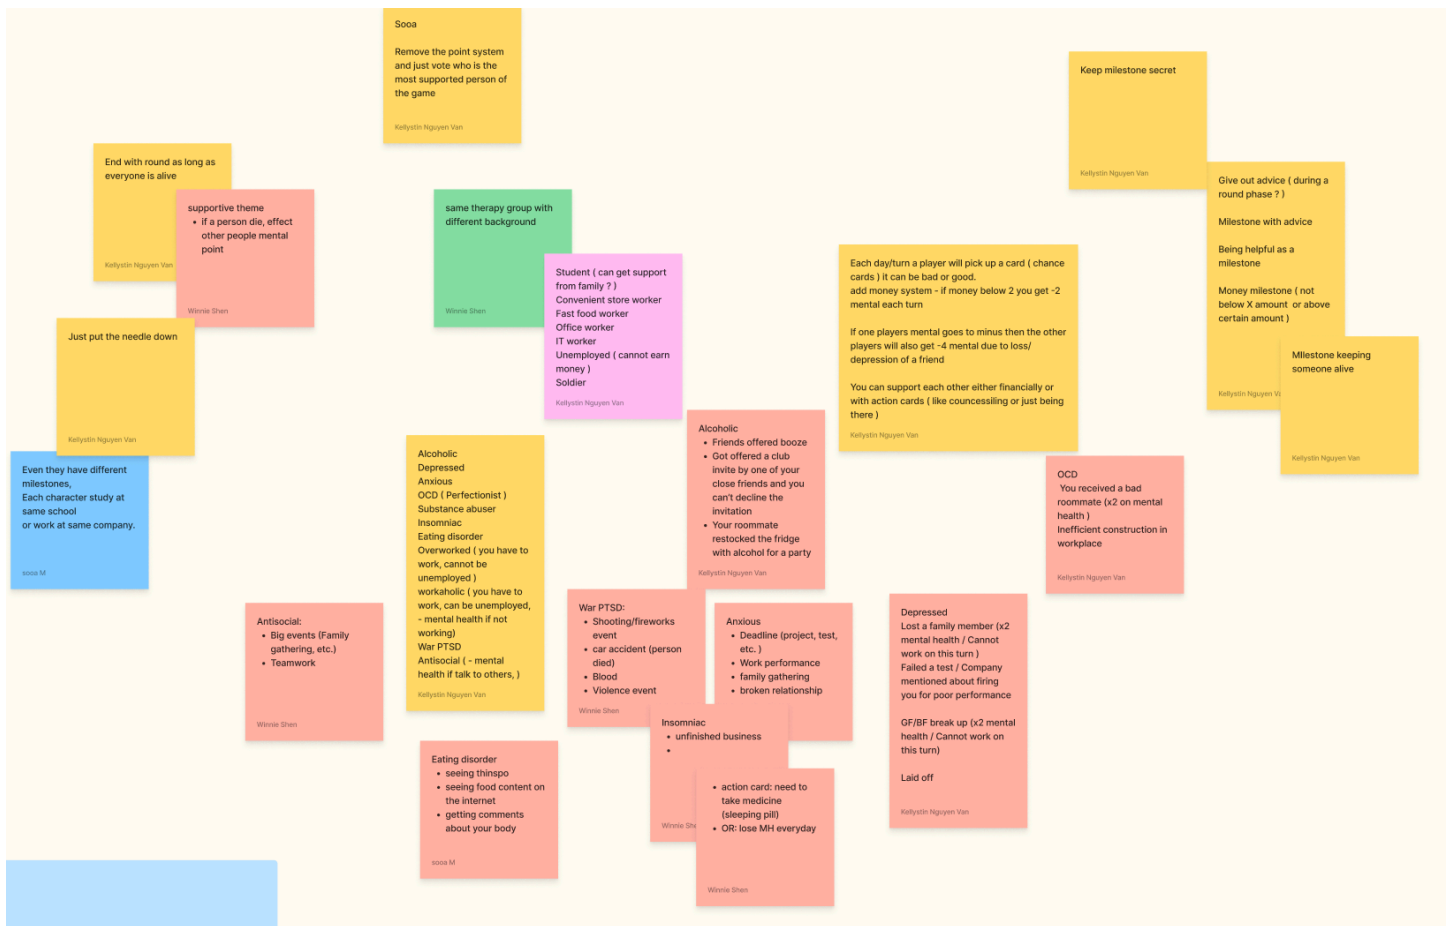 Sooa
Remove the point system
and just vote who is the
most supported person of
the game
Kellystin Nguyen Van
Keep milestone secret
Kellystin Nguyen Van
End with round as long as
everyone is alive
Kellystin Nguyen Van
supportive theme
• if a person die, effect
other people mental
point
Winnie Shen
same therapy group with
different background
Winnie Shen
Student ( can get support
from family ? )
Convenient store worker
Fast food worker
Office worker
IT worker
Unemployed ( cannot earn
money )
Soldier
Kellystin Nguyen Van
Each day/turn a player will pick up a card ( chance
cards ) it can be bad or good.
add money system - if money below 2 you get -2
mental each turn
If one players mental goes to minus then the other
players will also get -4 mental due to loss/
depression of a friend
You can support each other either financially or
with action cards ( like councessiling or just being
there )
Kellystin Nguyen Van
Give out advice ( during a
round phase ? )
Milestone with advice
Being helpful as a
milestone
Money milestone ( not
below X amount  or above
certain amount )
Kellystin Nguyen Va
MIlestone keeping
someone alive
Kellystin Nguyen Van
Just put the needle down
Kellystin Nguyen Van
Even they have different
milestones,
Each character study at
same school
or work at same company.
sooa M
Alcoholic
Depressed
Anxious
OCD ( Perfectionist )
Substance abuser
Insomniac
Eating disorder
Overworked ( you have to
work, cannot be
unemployed )
workaholic ( you have to
work, can be unemployed,
- mental health if not
working)
War PTSD
Antisocial ( - mental
health if talk to others, )
Kellystin Nguyen Van
Alcoholic
• Friends offered booze
• Got offered a club
invite by one of your
close friends and you
can't decline the
invitation
• Your roommate
restocked the fridge
with alcohol for a party
Kellystin Nguyen Van
OCD
You received a bad
roommate (x2 on mental
health )
Inefficient construction in
workplace
Kellystin Nguyen Van
Antisocial:
• Big events (Family
gathering, etc.)
• Teamwork
Winnie Shen
War PTSD:
• Shooting/fireworks
event
• car accident (person
died)
• Blood
• Violence event
Winnie Shen
Anxious
• Deadline (project, test,
etc. )
• Work performance
• family gathering
• broken relationship
Depressed
Lost a family member (x2
mental health / Cannot
work on this turn )
Failed a test / Company
mentioned about firing
you for poor performance
GF/BF break up (x2 mental
health / Cannot work on
this turn)
Laid off
Kellystin Nguyen Van
Insomniac
• unfinished business
•
Winnie She
• action card: need to
take medicine
(sleeping pill)
• OR: lose MH everyday
Winnie Shen
Eating disorder
• seeing thinspo
• seeing food content on
the internet
• getting comments
about your body
sooa M